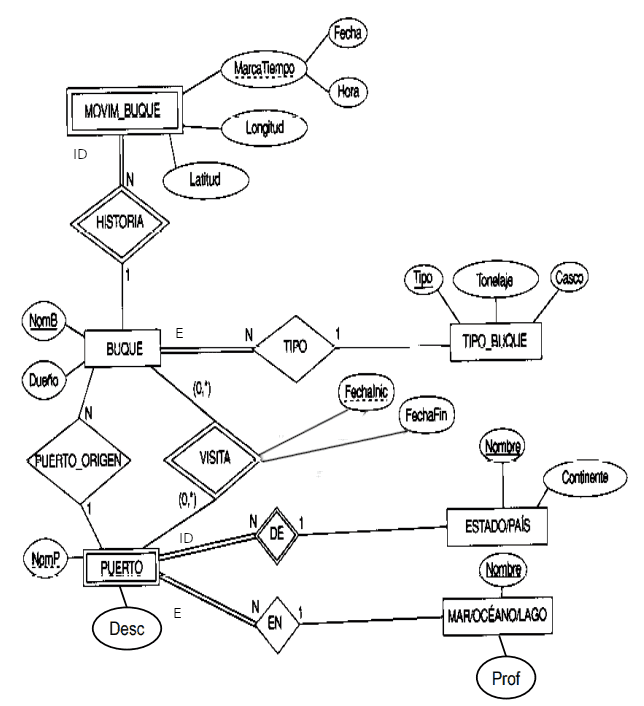 Fecha
MarcaTiempo
Hora
MOVIM_BUQUE
Longitud
ID
Latitud
N
HISTORIA
1
Tipo
Tonelaje
Casco
NomB
E
N
1
BUQUE
TIPO
TIPO_BUQUE
Dueño
(0,*)
FechaInic
FechaFin
N
PUERTO_ORIGEN
VISITA
Nombre
Continente
(0,*)
1
N
1
ID
DE
ESTADO/PAÍS
NomP
PUERTO
Nombre
E
N
1
EN
MAR/OCÉANO/LAGO
Desc
Prof